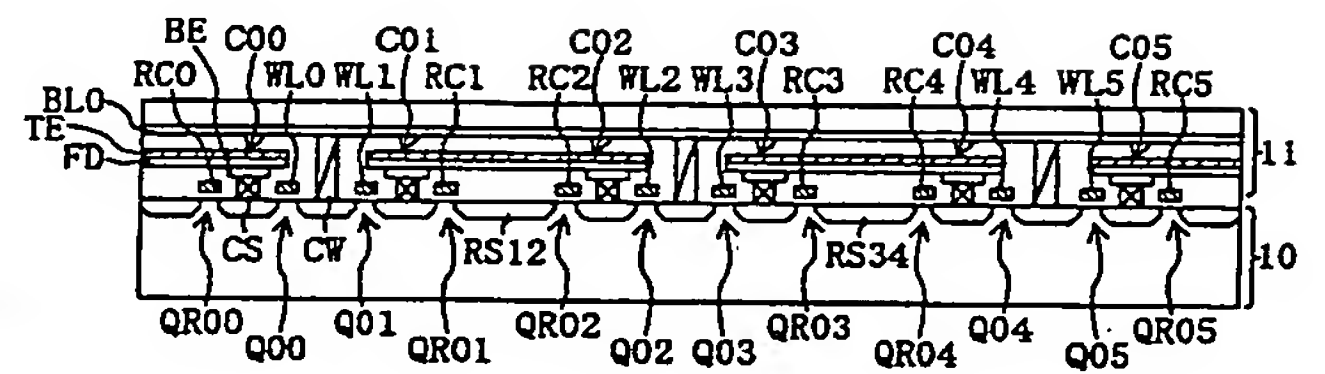 BE C00 C01 C02 C03 C04 C05
RC0 WL0 WL1 RC1 RC2 WL2 WL3 RC3 RC4 WL4 WL5 RC5
BL0
TE
FD
11
CS CW RS12 RS34 10
QR00 Q00 Q01 QR01 QR02 Q02 Q03 QR03 QR04 Q04 Q05 QR05